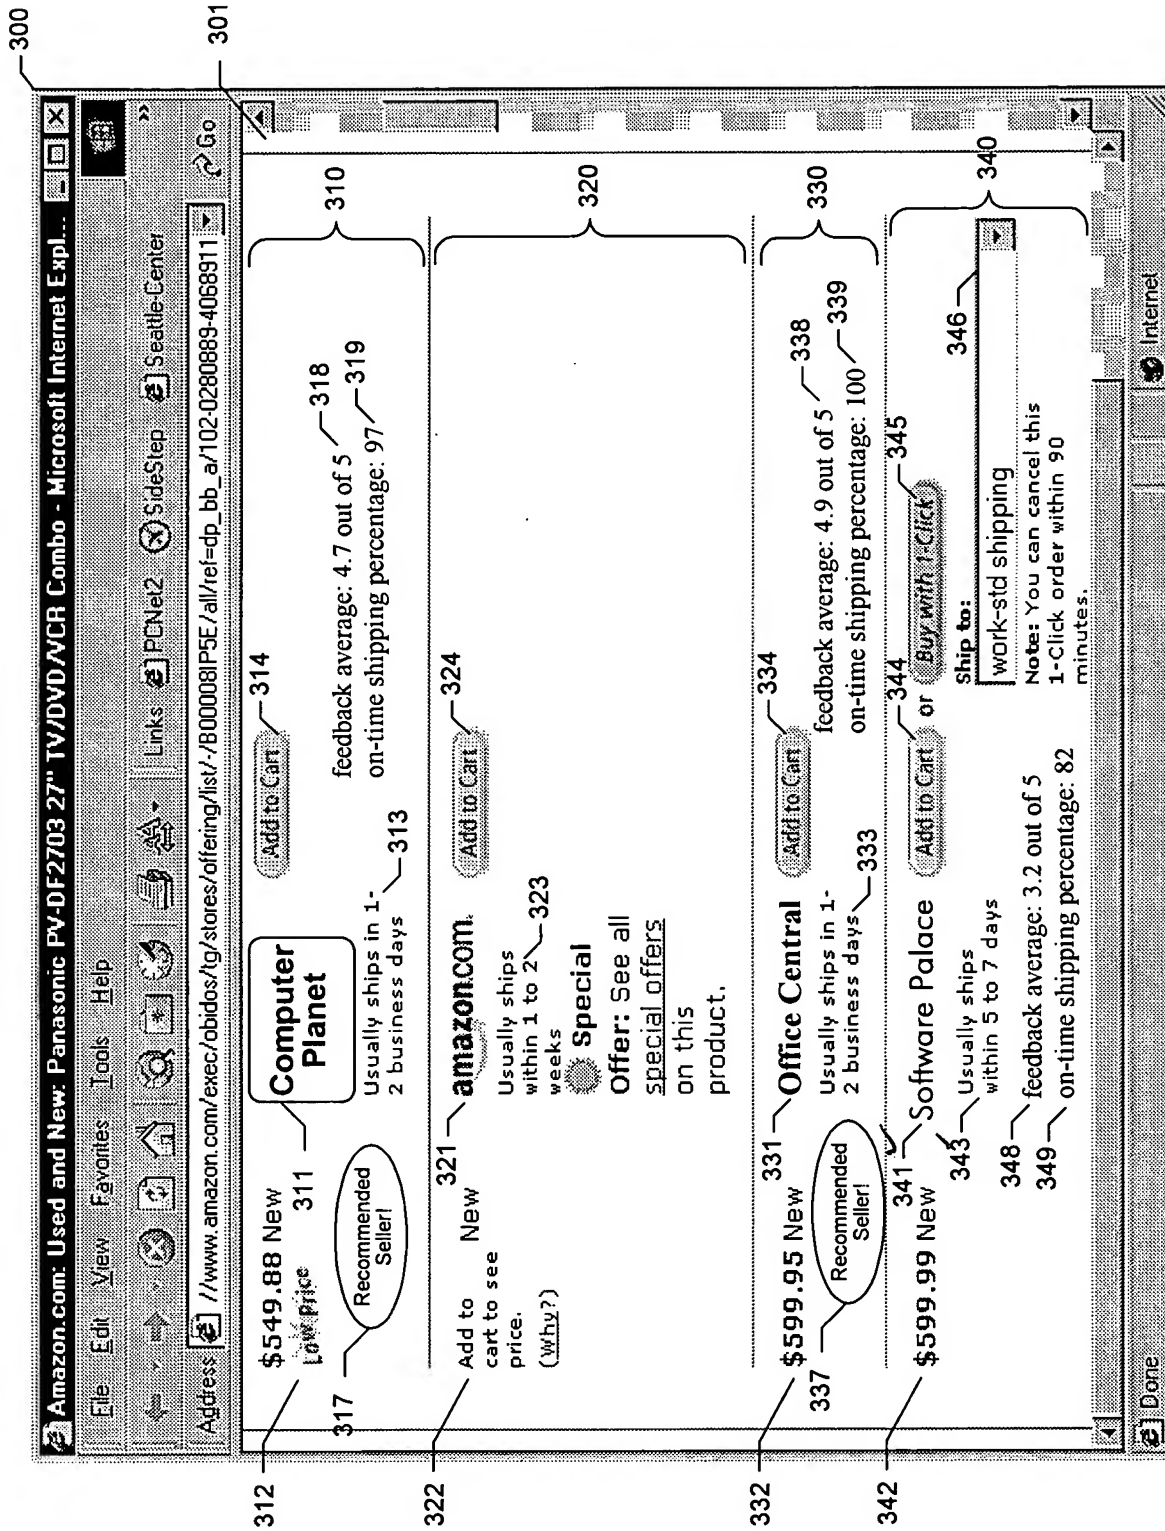 300
Amazon.com: Used and New: Panasonic PV-DF2703 27" TV/DVD/VCR Combo - Microsoft Internet Expl...
File Edit View Favorites Tools Help
Links PCNet2 SideStep Seattle-Center »
Address //www.amazon.com/exec/obidos/tg/stores/offering/list/-/B00008IP5E/all/ref=dp_bb_a/102-0280889-4068911 Go
301
312
$549.88 New
Low price
311
Computer
Planet
Add to Cart
314
310
317
Recommended
Seller!
Usually ships in 1-
2 business days
313
feedback average: 4.7 out of 5
318
on-time shipping percentage: 97
319
322
Add to
cart to see
price.
(Why?)
New
321
amazon.com.
Add to Cart
324
320
Usually ships
within 1 to 2
weeks
323
Special
Offer: See all
special offers
on this
product.
332
$599.95 New
331
Office Central
Add to Cart
334
330
337
Recommended
Seller!
Usually ships in 1-
2 business days
333
feedback average: 4.9 out of 5
338
on-time shipping percentage: 100
339
342
$599.99 New
341
Software Palace
Add to Cart
344
or
Buy with 1-Click
345
340
343
Usually ships
within 5 to 7 days
Ship to:
346
work-std shipping
348
feedback average: 3.2 out of 5
349
on-time shipping percentage: 82
Note: You can cancel this
1-Click order within 90
minutes.
Done
Internet